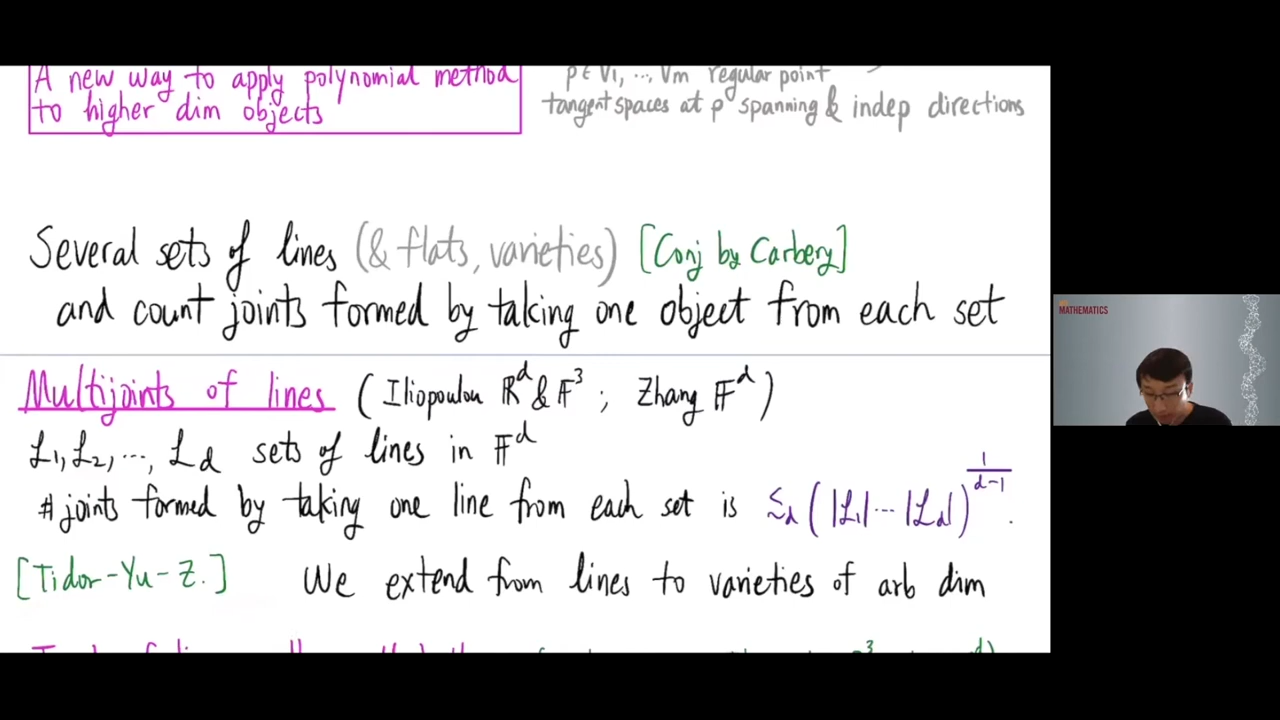 A new way to apply polynomial method
to higher dim objects
p ∈ V1, ..., Vm regular point
tangent spaces at p spanning & indep directions
Several sets of lines (& flats, varieties) [Conj by Carbery]
and count joints formed by taking one object from each set
Multijoints of lines (Iliopoulou ℝ^d & 𝔽^3 ; Zhang 𝔽^d)
ℒ1, ℒ2, ..., ℒd sets of lines in 𝔽^d
# joints formed by taking one line from each set is ≲_d (|ℒ1| ... |ℒd|)^(1/(d-1)).
[Tidor-Yu-Z.] We extend from lines to varieties of arb dim
MATHEMATICS